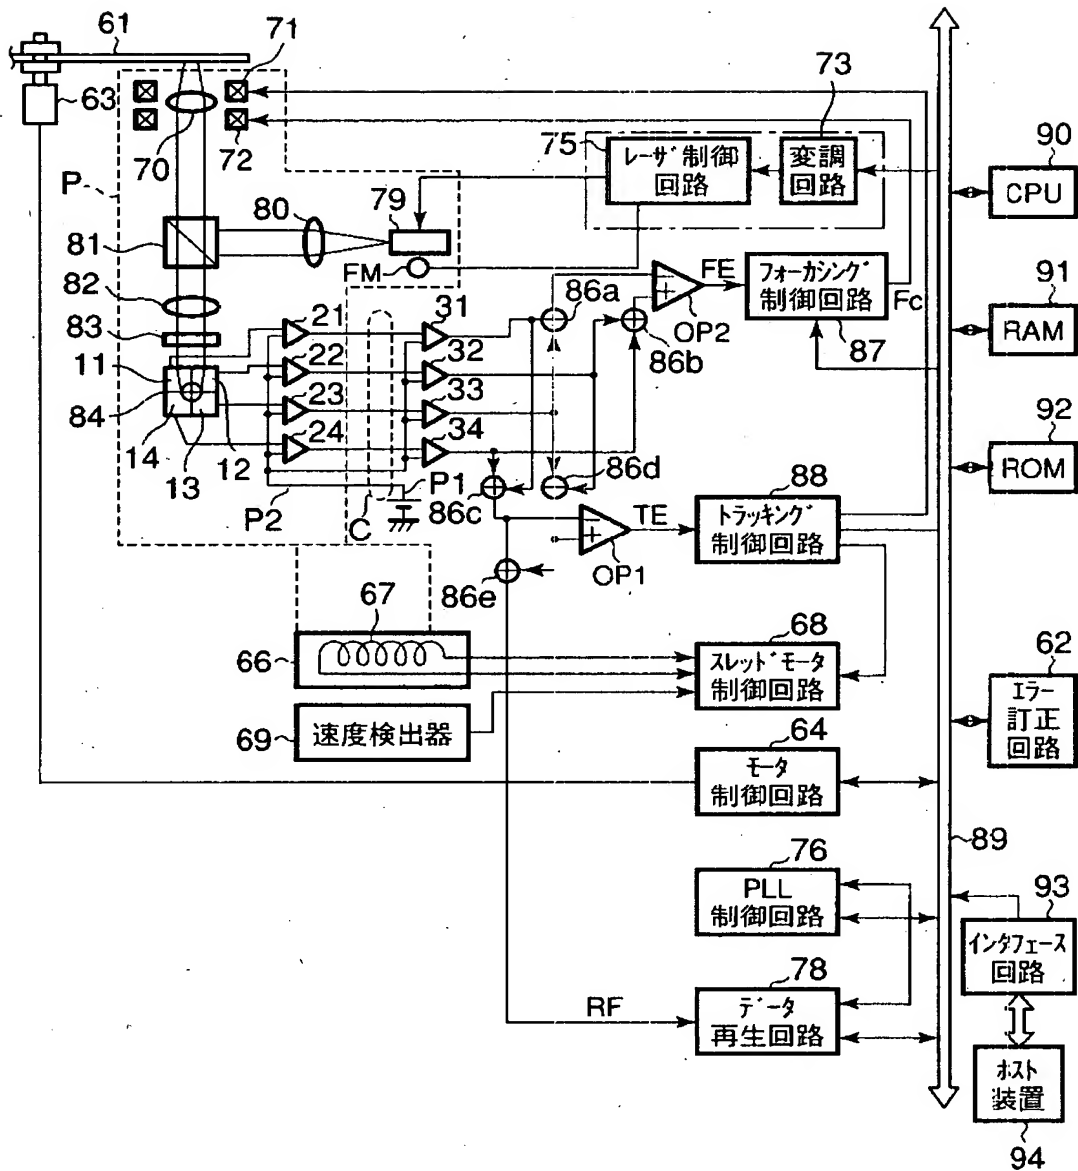 61
71
63
70
72
73
75
レーザ制御
回路
変調
回路
90
CPU
P
80
79
81
FM
82
83
21
31
86a
FE
OP2
フォーカシング
制御回路
Fc
91
RAM
11
22
32
86b
87
84
23
33
24
34
92
ROM
14
13
12
P2
C
P1
86c
86d
88
TE
トラッキング
制御回路
OP1
86e
67
66
68
スレッドモータ
制御回路
62
エラー
訂正
回路
69
速度検出器
64
モータ
制御回路
89
76
PLL
制御回路
93
インタフェース
回路
78
RF
データ
再生回路
ホスト
装置
94